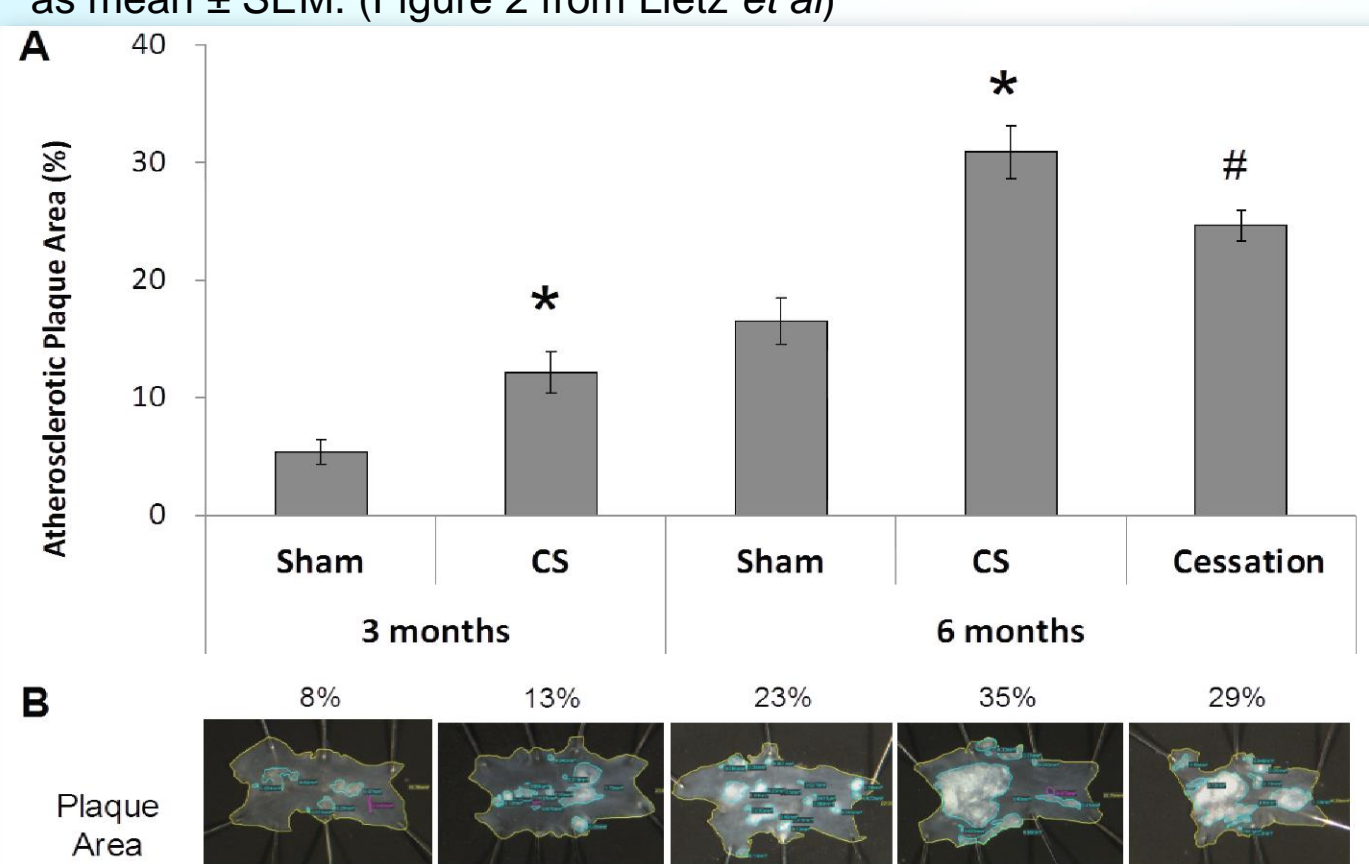 as mean ± SEM. (Figure 2 from Lietz et al)
A
Atherosclerotic Plaque Area (%)
40
30
20
10
0
*
*
#
Sham CS Sham CS Cessation
3 months 6 months
B
8% 13% 23% 35% 29%
Plaque
Area